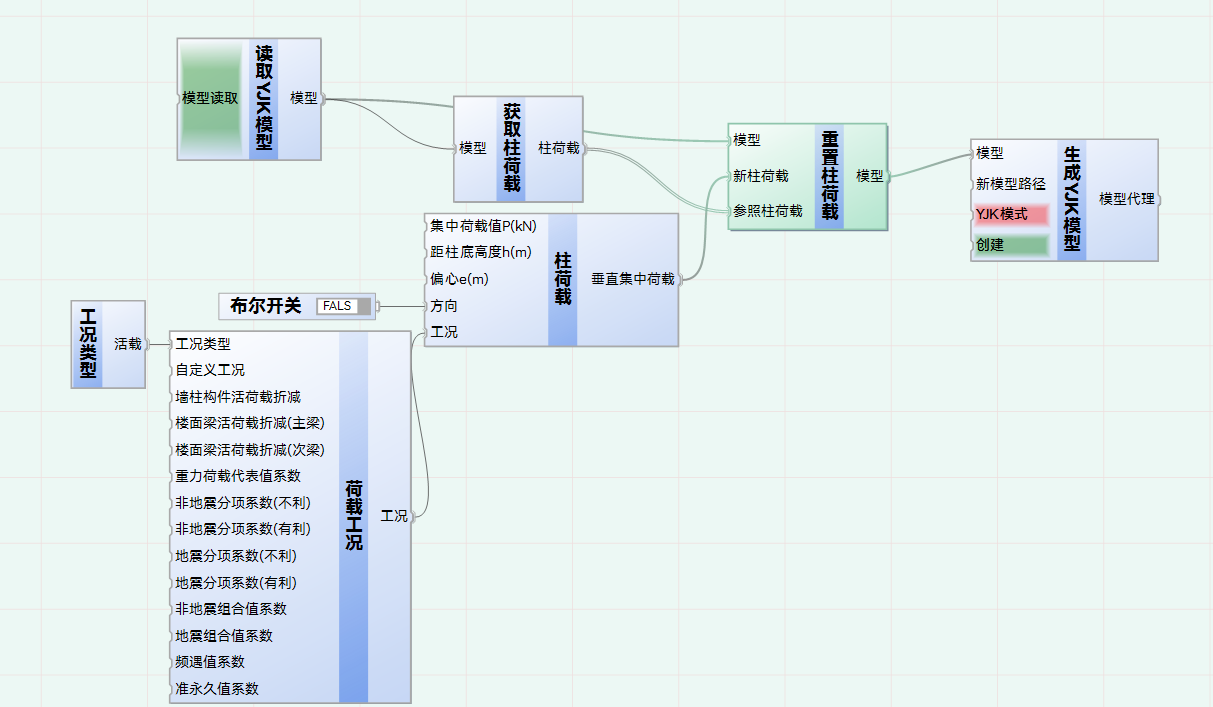 模型读取
读取YJK模型
模型
模型
获取柱荷载
柱荷载
模型
新柱荷载
参照柱荷载
重置柱荷载
模型
模型
新模型路径
YJK模式
创建
生成YJK模型
模型代理
集中荷载值P(kN)
距柱底高度h(m)
偏心e(m)
方向
工况
柱荷载
垂直集中荷载
布尔开关
FALS
工况类型
活载
工况类型
自定义工况
墙柱构件活荷载折减
楼面梁活荷载折减(主梁)
楼面梁活荷载折减(次梁)
重力荷载代表值系数
非地震分项系数(不利)
非地震分项系数(有利)
地震分项系数(不利)
地震分项系数(有利)
非地震组合值系数
地震组合值系数
频遇值系数
准永久值系数
荷载工况
工况